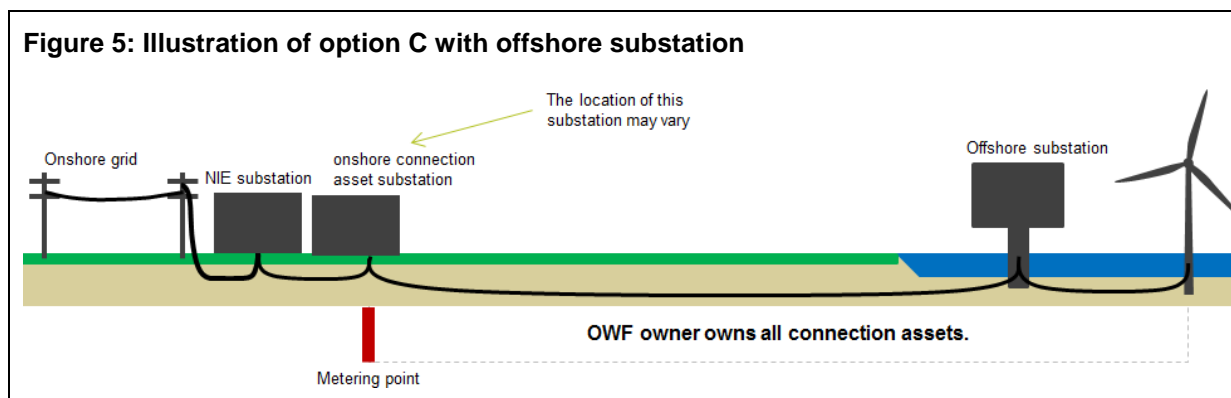 Figure 5: Illustration of option C with offshore substation
The location of this
substation may vary
Onshore grid
NIE substation
onshore connection
asset substation
Offshore substation
OWF owner owns all connection assets.
Metering point